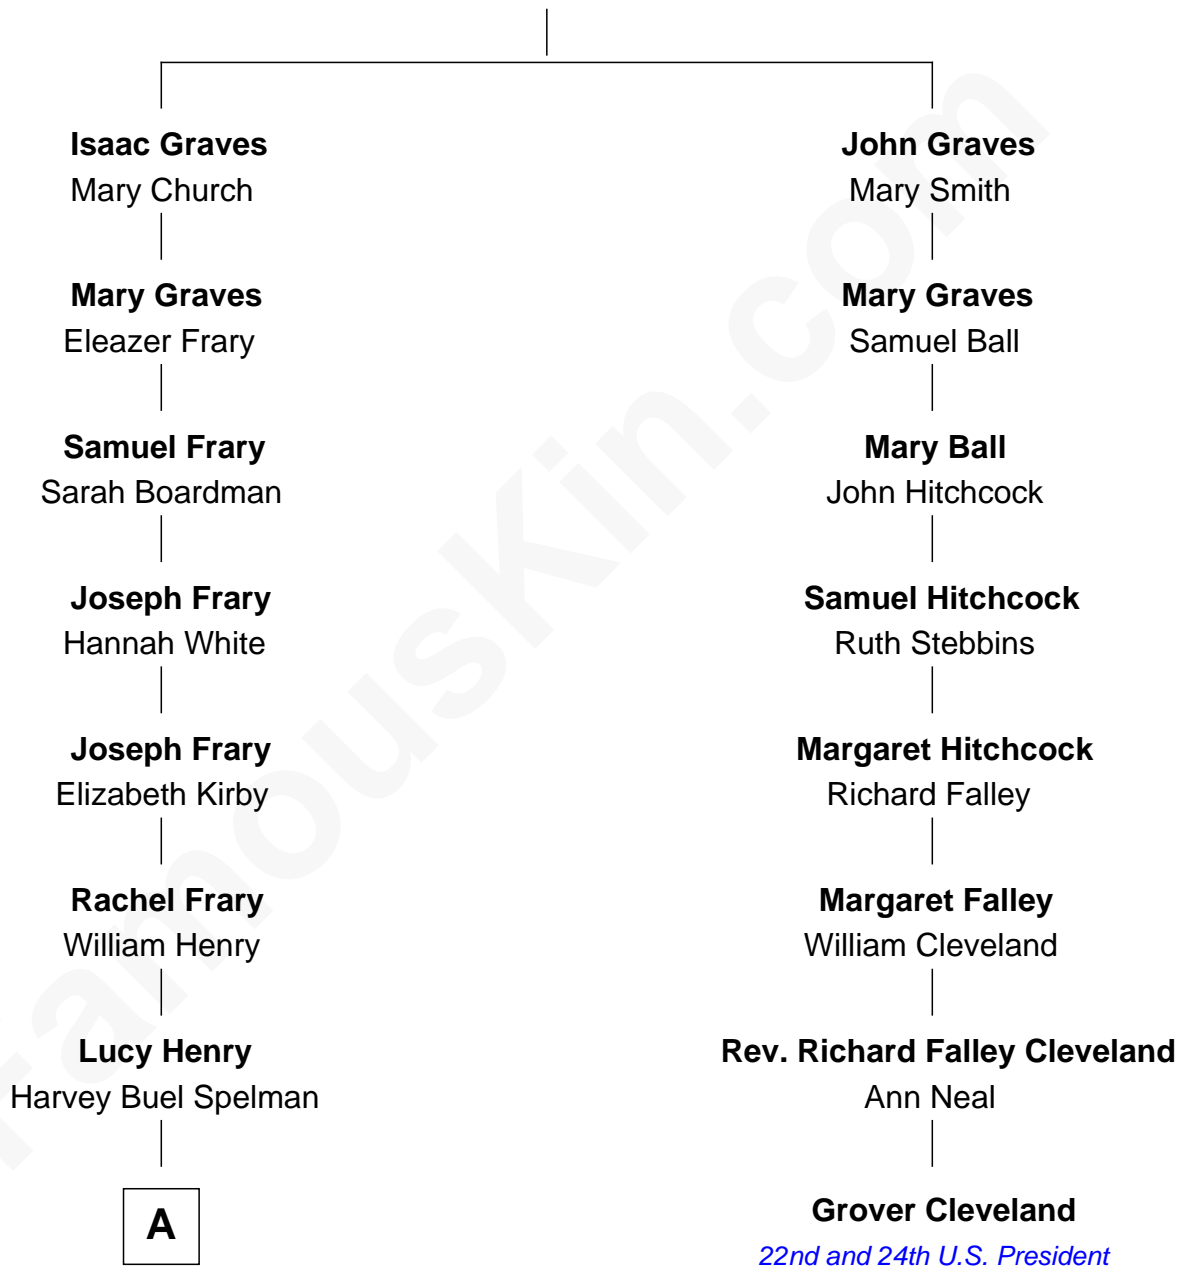 Isaac Graves
Mary Church
Mary Graves
Eleazer Frary
Samuel Frary
Sarah Boardman
Joseph Frary
Hannah White
Joseph Frary
Elizabeth Kirby
Rachel Frary
William Henry
Lucy Henry
Harvey Buel Spelman
A
John Graves
Mary Smith
Mary Graves
Samuel Ball
Mary Ball
John Hitchcock
Samuel Hitchcock
Ruth Stebbins
Margaret Hitchcock
Richard Falley
Margaret Falley
William Cleveland
Rev. Richard Falley Cleveland
Ann Neal
Grover Cleveland
22nd and 24th U.S. President
FamousKin.com